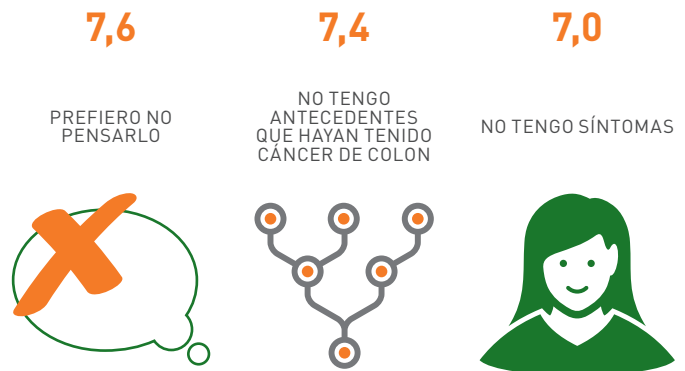 7,6
PREFIERO NO
PENSARLO
7,4
NO TENGO
ANTECEDENTES
QUE HAYAN TENIDO
CÁNCER DE COLON
7,0
NO TENGO SÍNTOMAS